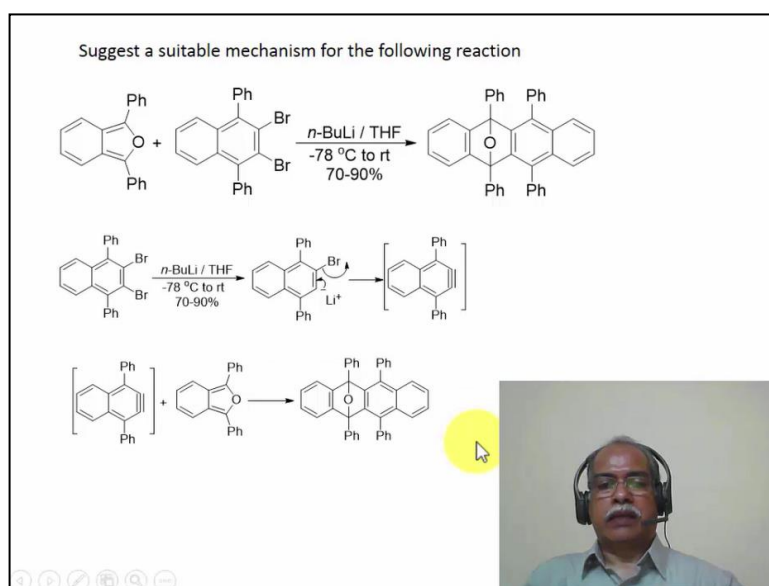 Suggest a suitable mechanism for the following reaction
Ph
Ph
O
+
Ph
Br
Br
Ph
n-BuLi / THF
-78 °C to rt
70-90%
Ph Ph
O
Ph Ph
Ph
Br
Br
Ph
n-BuLi / THF
-78 °C to rt
70-90%
Ph
Br
Li+
Ph
Ph
Ph
Ph
Ph
+
Ph
O
Ph
Ph Ph
O
Ph Ph